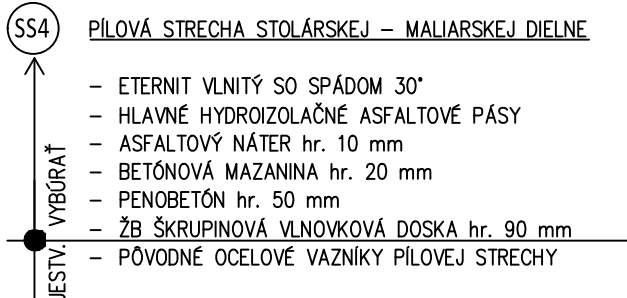 SS4 PÍLOVÁ STRECHA STOLÁRSKEJ – MALIARSKEJ DIELNE
– ETERNIT VLNITÝ SO SPÁDOM 30°
– HLAVNÉ HYDROIZOLAČNÉ ASFALTOVÉ PÁSY
– ASFALTOVÝ NÁTER hr. 10 mm
– BETÓNOVÁ MAZANINA hr. 20 mm
– PENOBETÓN hr. 50 mm
– ŽB ŠKRUPINOVÁ VLNOVKOVÁ DOSKA hr. 90 mm
– PÔVODNÉ OCELOVÉ VAZNÍKY PÍLOVEJ STRECHY
VYBÚRAŤ
JESTV.